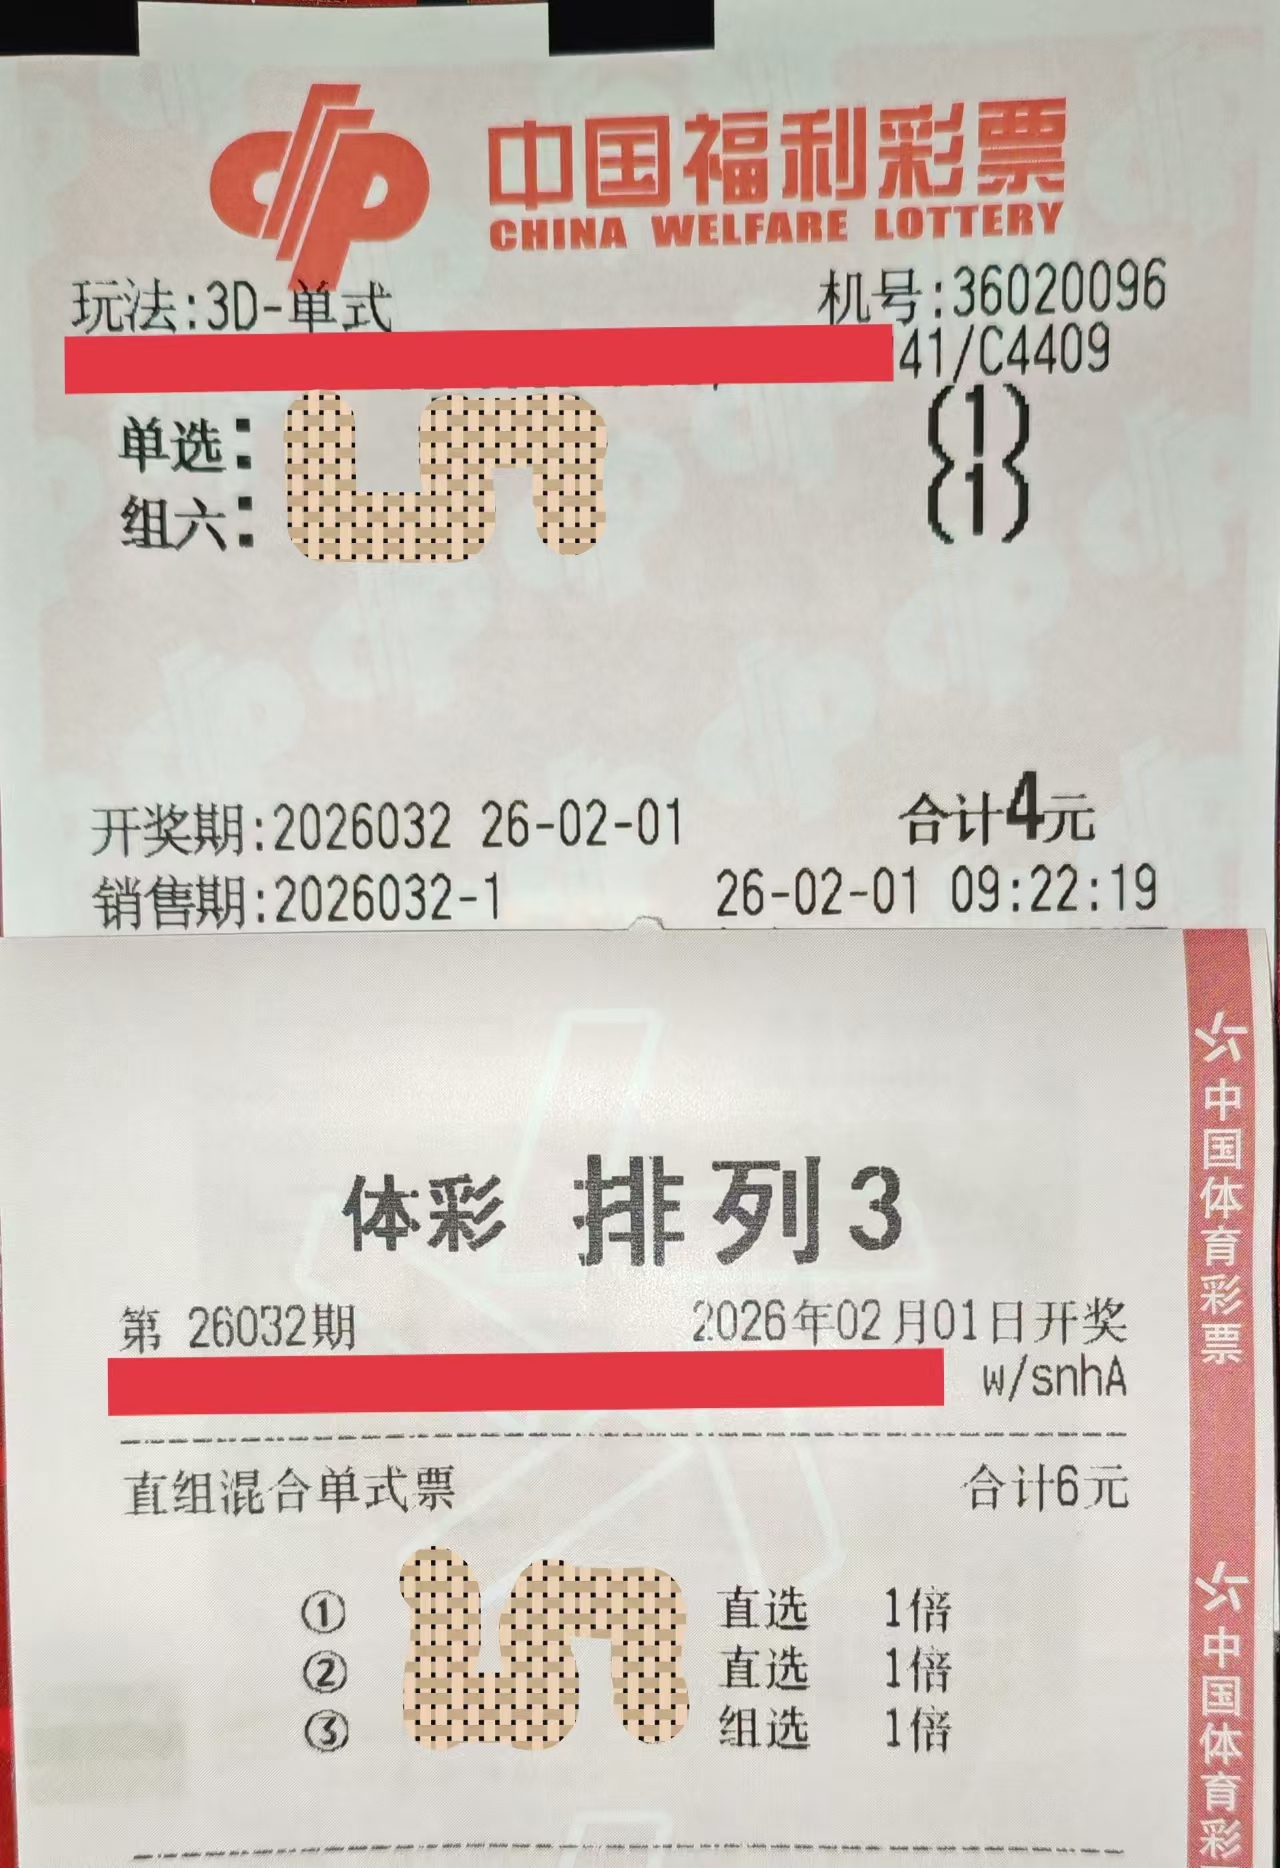 中国福利彩票
CHINA WELFARE LOTTERY
玩法:3D-单式 机号:36020096
41/C4409
单选: (1)
组六: (1)
开奖期:2026032 26-02-01 合计4元
销售期:2026032-1 26-02-01 09:22:19
体彩 排列3
第 26032期 2026年02月01日开奖
w/snhA
直组混合单式票 合计6元
① 直选 1倍
② 直选 1倍
③ 组选 1倍
中国体育彩票
中国体育彩